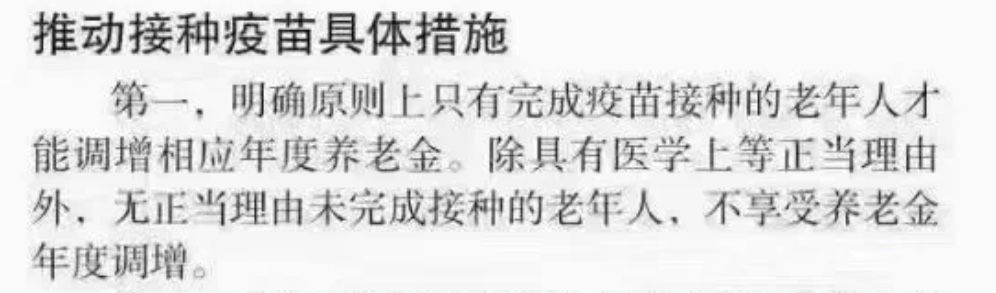 推动接种疫苗具体措施
第一，明确原则上只有完成疫苗接种的老年人才
能调增相应年度养老金。除具有医学上等正当理由
外，无正当理由未完成接种的老年人，不享受养老金
年度调增。